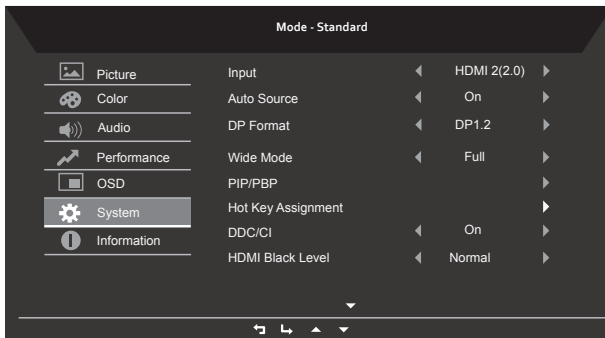 Mode - Standard
Picture
Color
Audio
Performance
OSD
System
Information
Input HDMI 2(2.0)
Auto Source On
DP Format DP1.2
Wide Mode Full
PIP/PBP
Hot Key Assignment
DDC/CI On
HDMI Black Level Normal